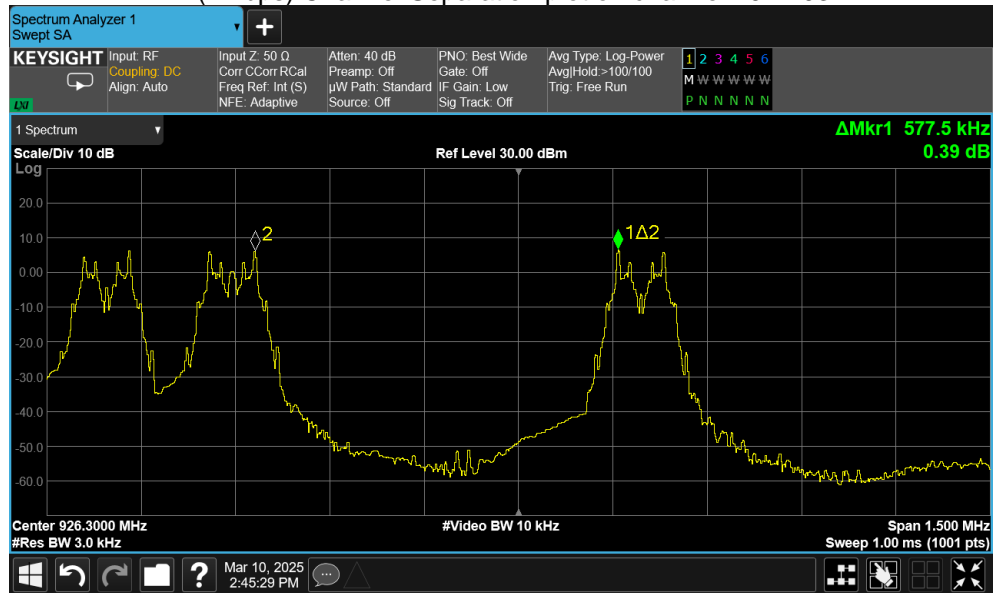 Spectrum Analyzer 1
Swept SA
+
KEYSIGHT
Input: RF
Coupling: DC
Align: Auto
Input Z: 50 Ω
Corr CCorr RCal
Freq Ref: Int (S)
NFE: Adaptive
Atten: 40 dB
Preamp: Off
µW Path: Standard
Source: Off
PNO: Best Wide
Gate: Off
IF Gain: Low
Sig Track: Off
Avg Type: Log-Power
Avg|Hold:>100/100
Trig: Free Run
1 2 3 4 5 6
M W W W W W
P N N N N N
LXI
1 Spectrum
ΔMkr1 577.5 kHz
0.39 dB
Scale/Div 10 dB
Ref Level 30.00 dBm
Log
20.0
10.0
0.00
-10.0
-20.0
-30.0
-40.0
-50.0
-60.0
2
1Δ2
Center 926.3000 MHz
#Video BW 10 kHz
Span 1.500 MHz
#Res BW 3.0 kHz
Sweep 1.00 ms (1001 pts)
?
Mar 10, 2025
2:45:29 PM